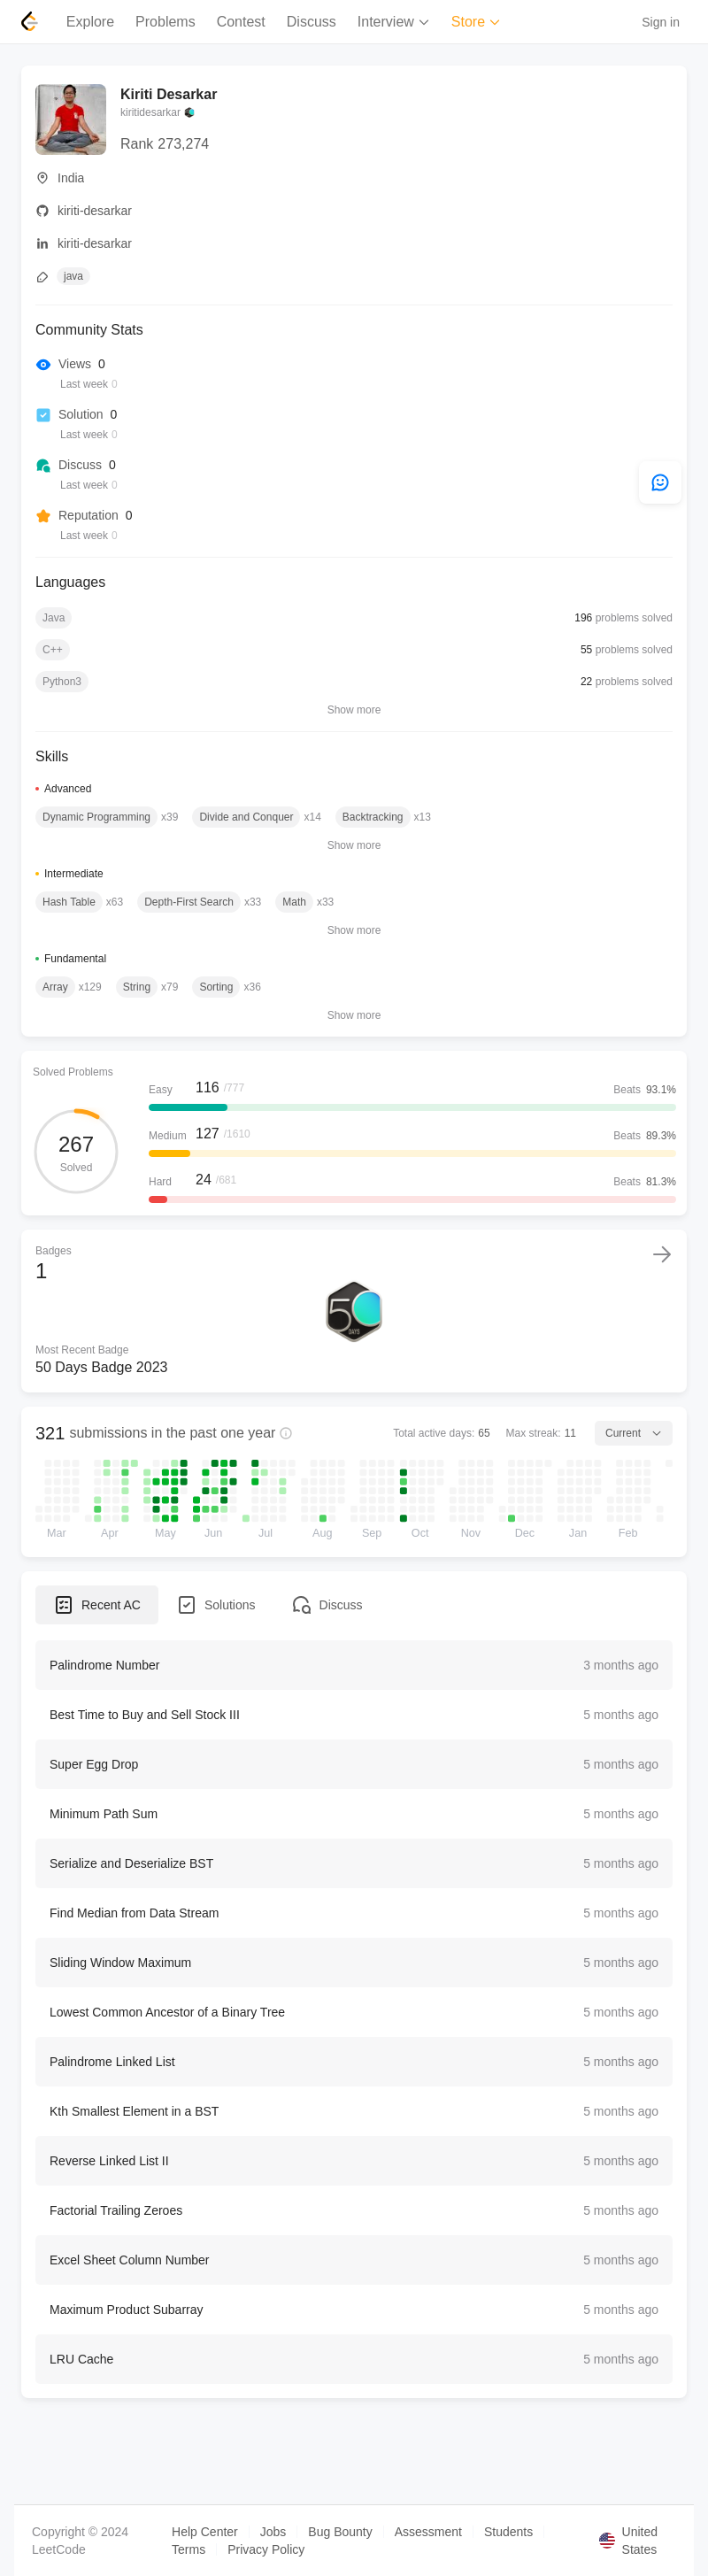 Explore Problems Contest Discuss Interview Store Sign in
Kiriti Desarkar
kiritidesarkar
Rank 273,274
India
kiriti-desarkar
kiriti-desarkar
java
Community Stats
Views 0
Last week 0
Solution 0
Last week 0
Discuss 0
Last week 0
Reputation 0
Last week 0
Languages
Java 196 problems solved
C++ 55 problems solved
Python3 22 problems solved
Show more
Skills
Advanced
Dynamic Programming x39 Divide and Conquer x14 Backtracking x13
Show more
Intermediate
Hash Table x63 Depth-First Search x33 Math x33
Show more
Fundamental
Array x129 String x79 Sorting x36
Show more
Solved Problems
267
Solved
Easy 116 /777 Beats 93.1%
Medium 127 /1610 Beats 89.3%
Hard 24 /681 Beats 81.3%
Badges
1
50
DAYS
Most Recent Badge
50 Days Badge 2023
321 submissions in the past one year Total active days: 65 Max streak: 11 Current
Mar Apr May Jun Jul Aug Sep Oct Nov Dec Jan Feb
Recent AC Solutions Discuss
Palindrome Number 3 months ago
Best Time to Buy and Sell Stock III 5 months ago
Super Egg Drop 5 months ago
Minimum Path Sum 5 months ago
Serialize and Deserialize BST 5 months ago
Find Median from Data Stream 5 months ago
Sliding Window Maximum 5 months ago
Lowest Common Ancestor of a Binary Tree 5 months ago
Palindrome Linked List 5 months ago
Kth Smallest Element in a BST 5 months ago
Reverse Linked List II 5 months ago
Factorial Trailing Zeroes 5 months ago
Excel Sheet Column Number 5 months ago
Maximum Product Subarray 5 months ago
LRU Cache 5 months ago
Copyright © 2024
LeetCode
Help Center Jobs Bug Bounty Assessment Students
Terms Privacy Policy
United
States